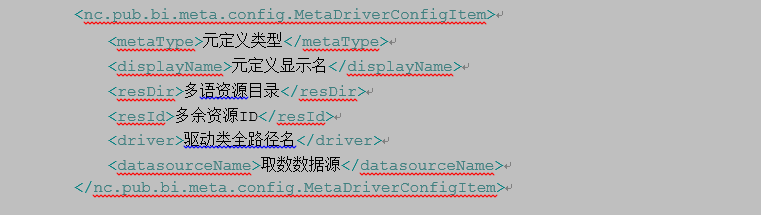 <nc.pub.bi.meta.config.MetaDriverConfigItem>
<metaType>元定义类型</metaType>
<displayName>元定义显示名</displayName>
<resDir>多语资源目录</resDir>
<resId>多余资源ID</resId>
<driver>驱动类全路径名</driver>
<datasourceName>取数数据源</datasourceName>
</nc.pub.bi.meta.config.MetaDriverConfigItem>